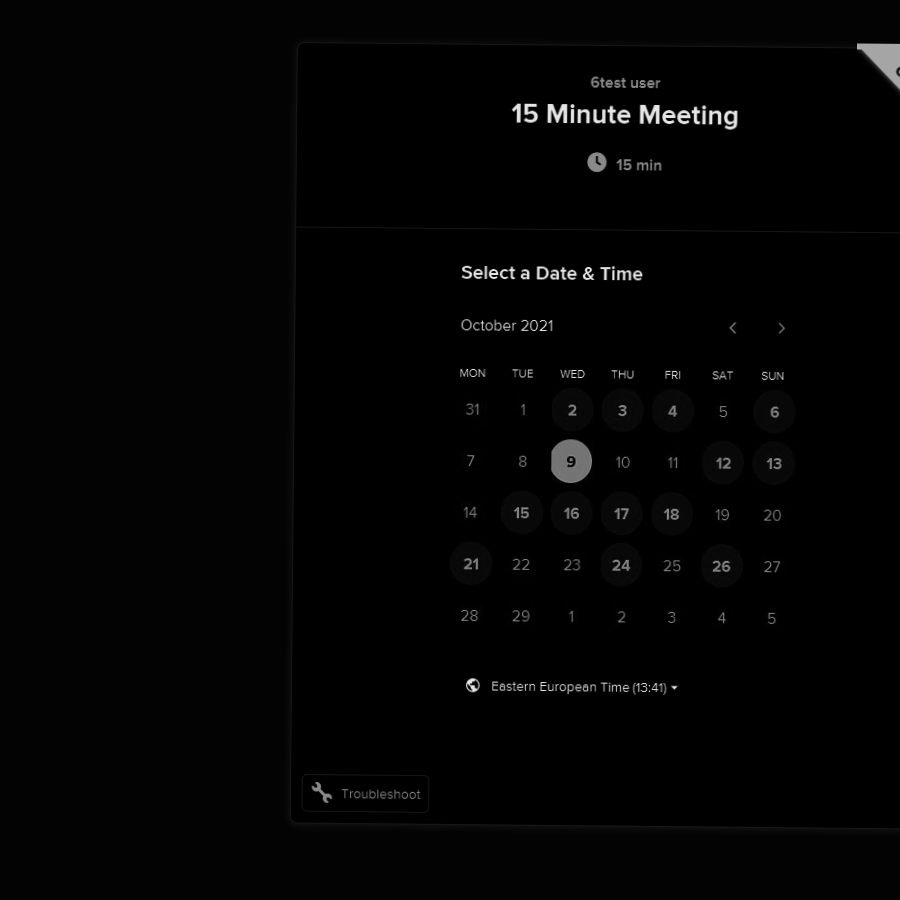 6test user
15 Minute Meeting
15 min
Select a Date & Time
October 2021
MON TUE WED THU FRI SAT SUN
31 1 2 3 4 5 6
7 8 9 10 11 12 13
14 15 16 17 18 19 20
21 22 23 24 25 26 27
28 29 1 2 3 4 5
Eastern European Time (13:41)
Troubleshoot